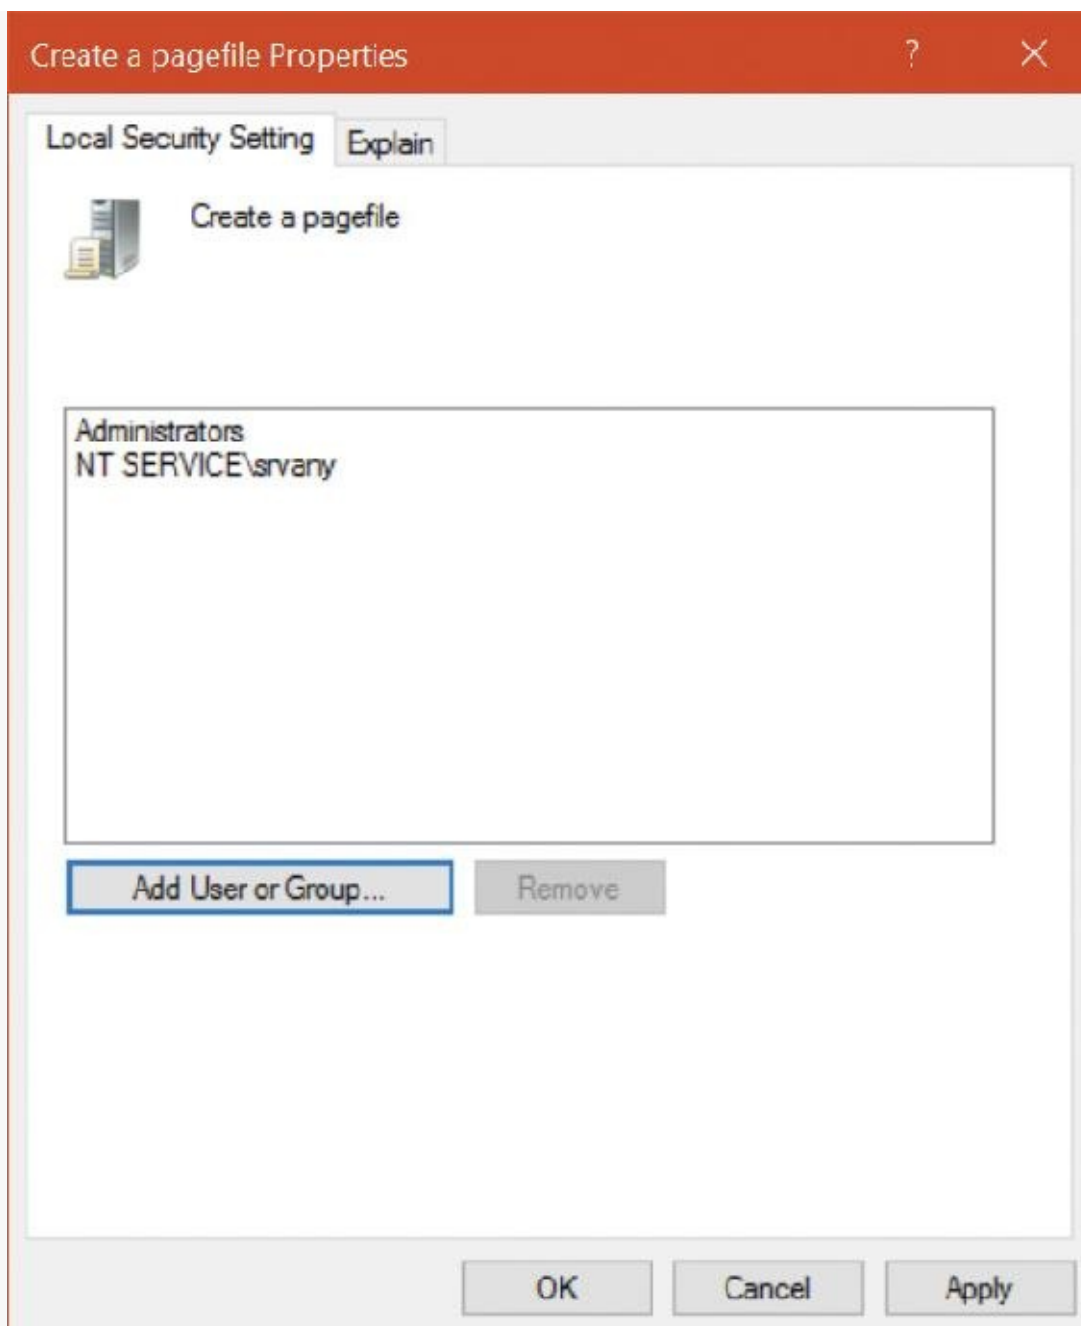 Create a pagefile Properties
?
Local Security Setting
Explain
Create a pagefile
Administrators
NT SERVICE\srvany
Add User or Group...
Remove
OK
Cancel
Apply